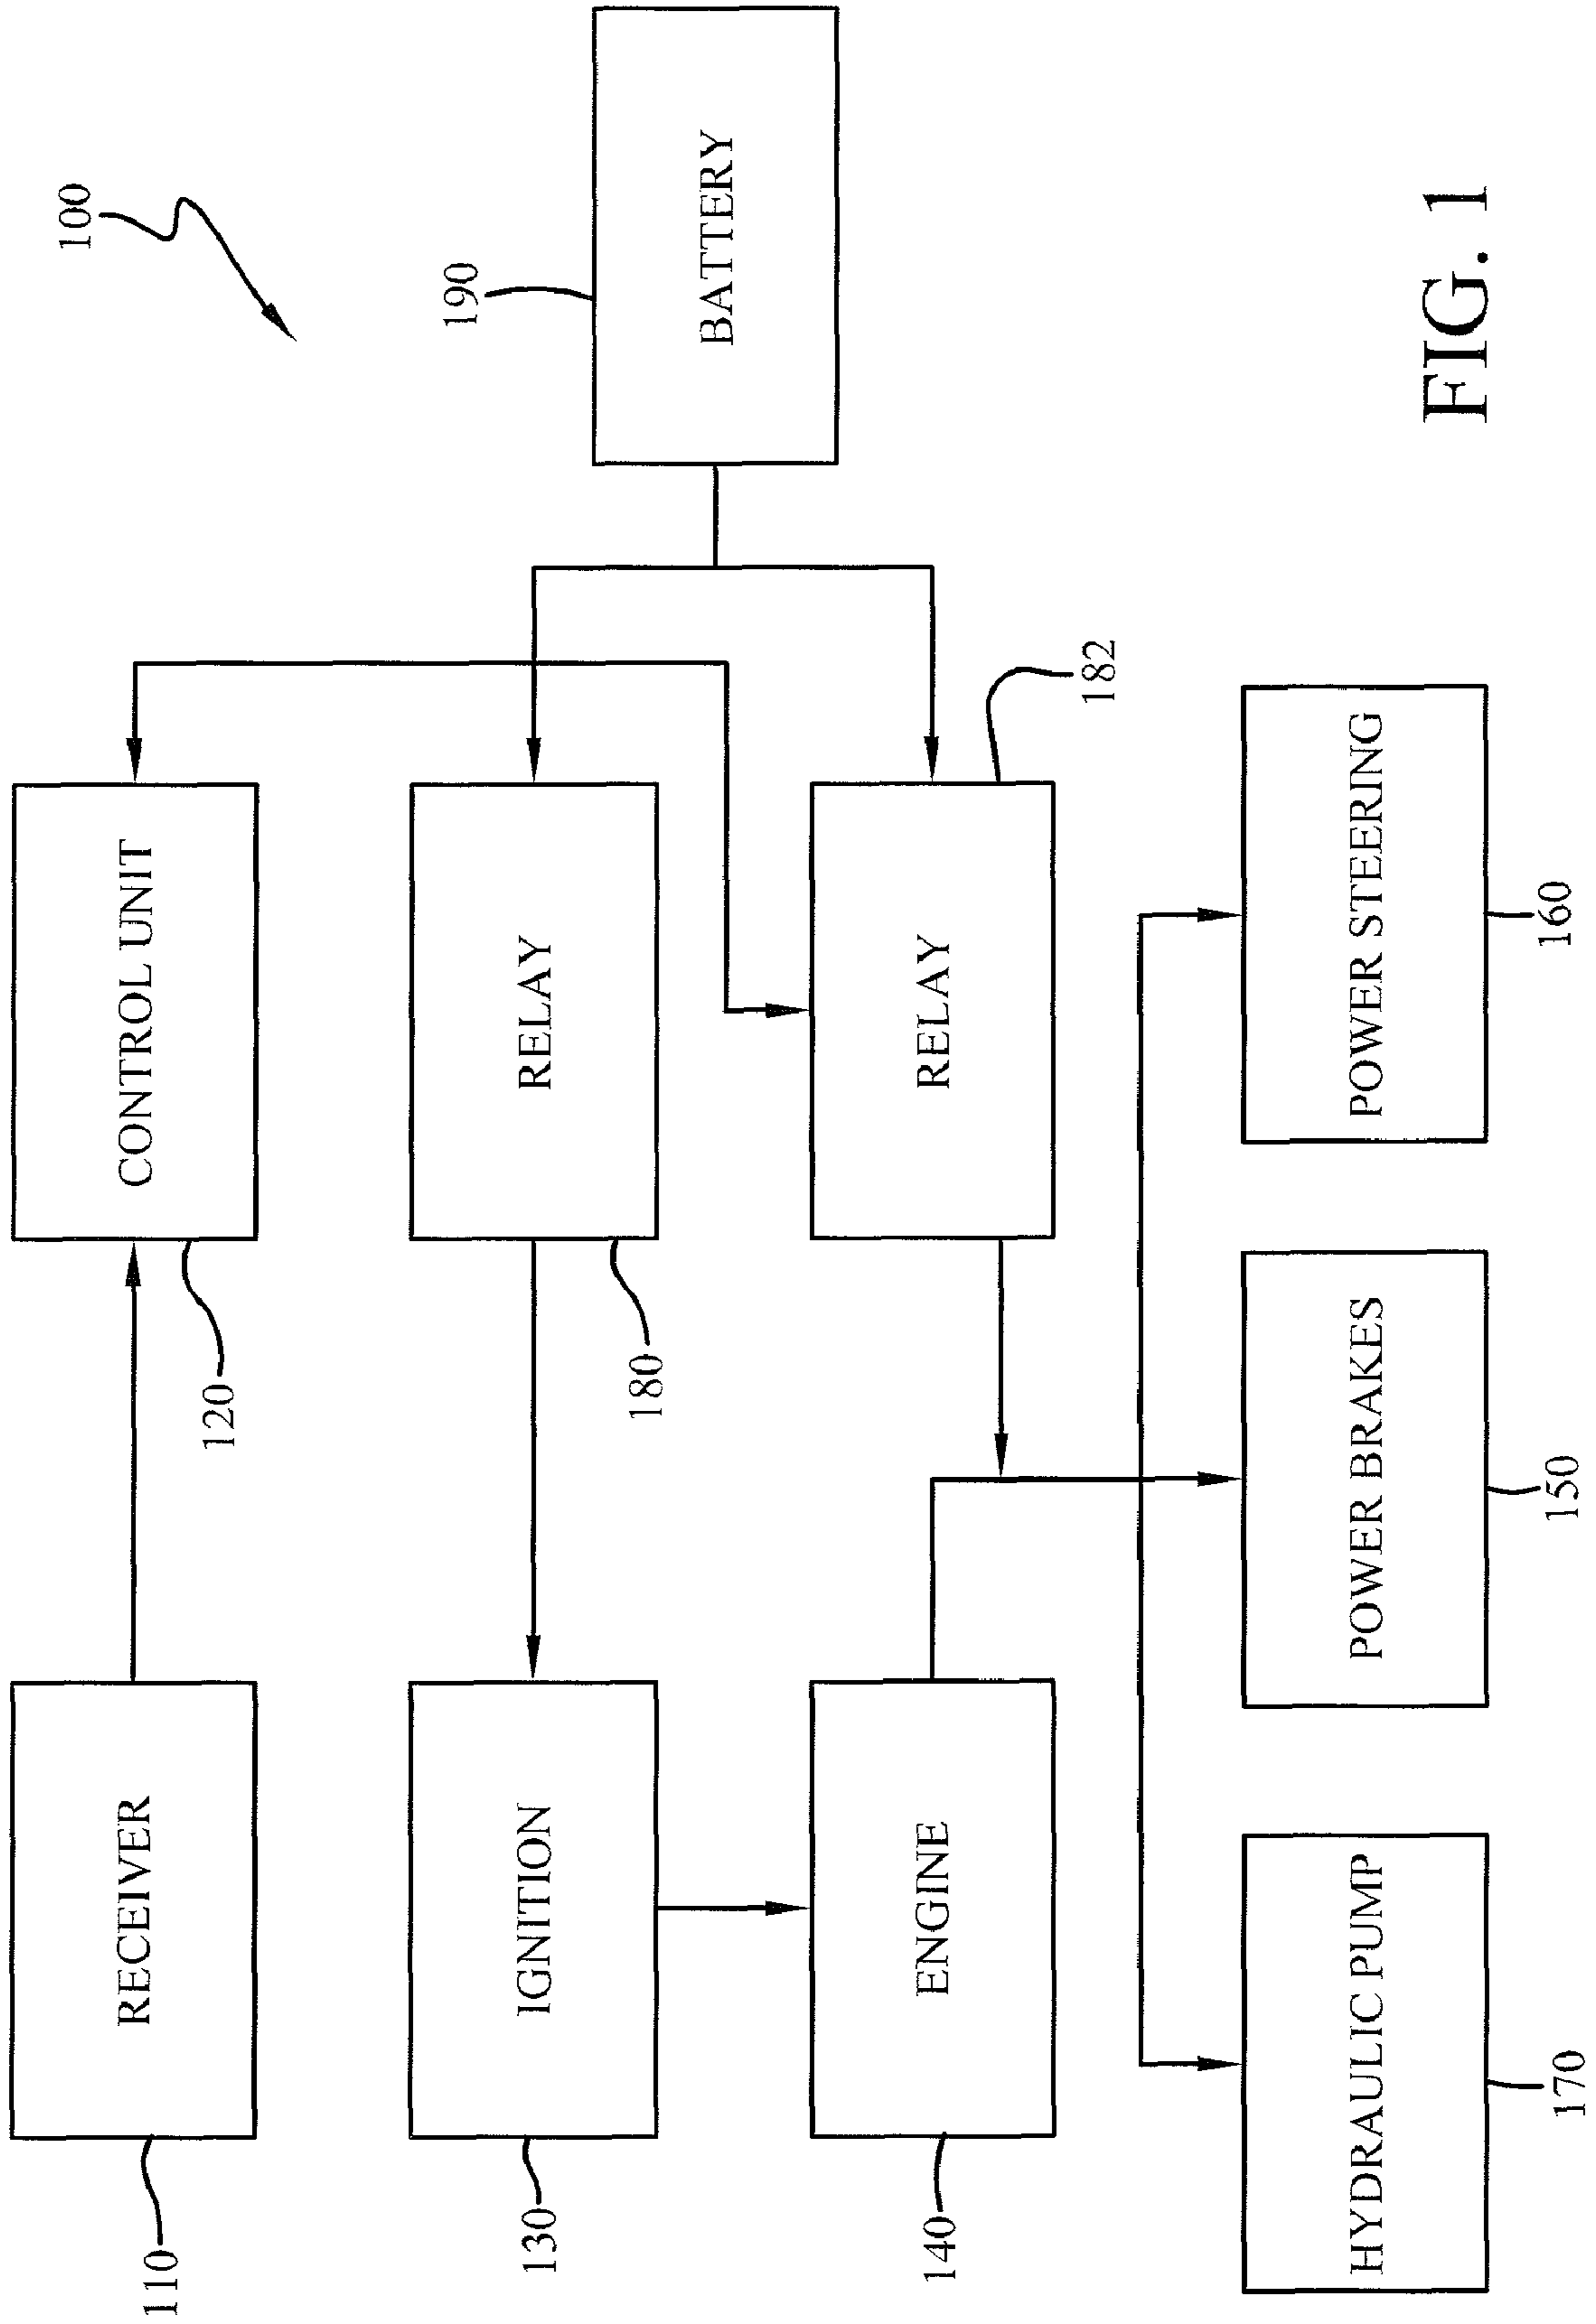 100
110
RECEIVER
120
CONTROL UNIT
190
BATTERY
130
IGNITION
180
RELAY
140
ENGINE
RELAY
182
HYDRAULIC PUMP
170
POWER BRAKES
150
POWER STEERING
160
FIG. 1